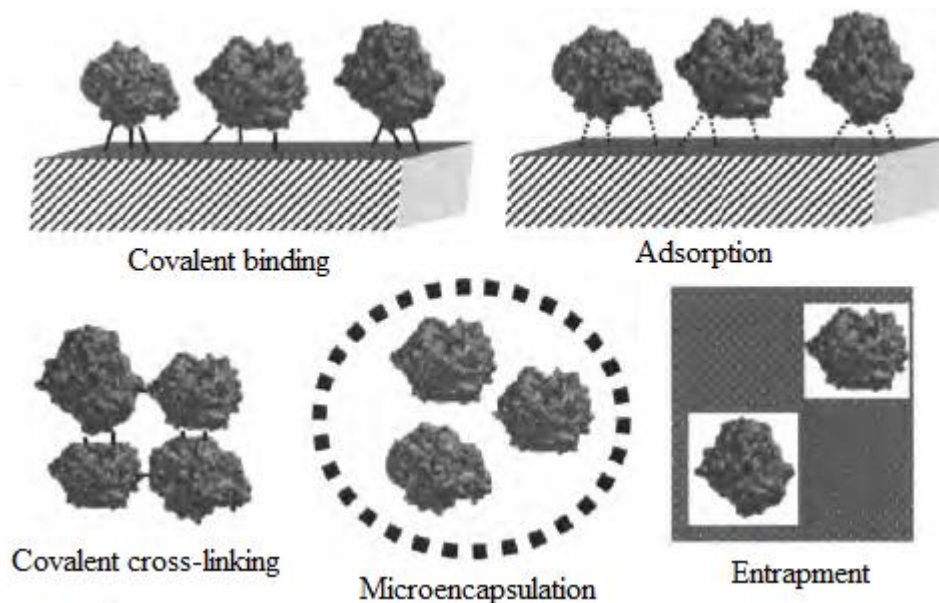 Covalent binding
Adsorption
Covalent cross-linking
Microencapsulation
Entrapment